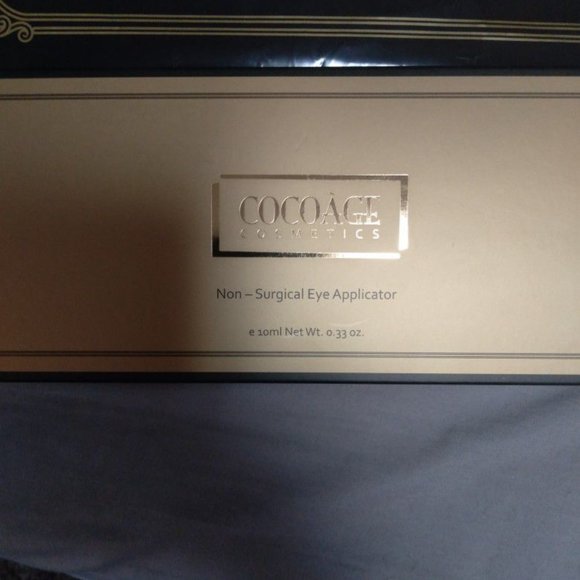 COCOÀGE
COSMETICS
Non – Surgical Eye Applicator
e 10ml Net Wt. 0.33 oz.